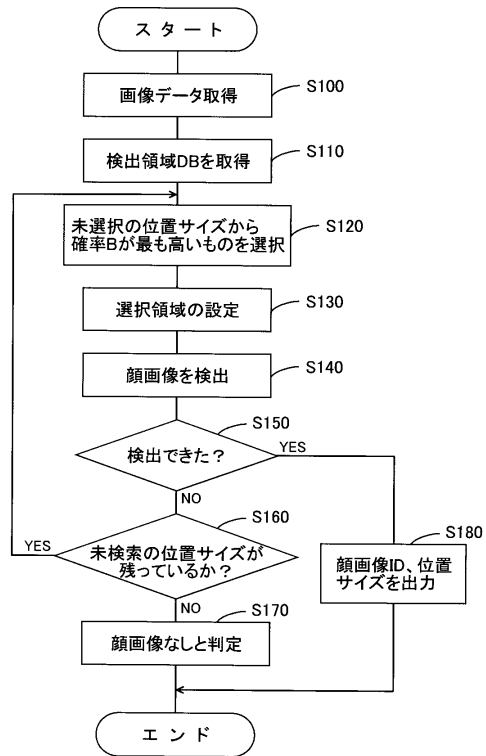 スタート
画像データ取得
S100
検出領域DBを取得
S110
未選択の位置サイズから
確率Bが最も高いものを選択
S120
選択領域の設定
S130
顔画像を検出
S140
検出できた？
S150
YES
NO
未検索の位置サイズが
残っているか？
S160
YES
NO
顔画像ID、位置
サイズを出力
S180
顔画像なしと判定
S170
エンド